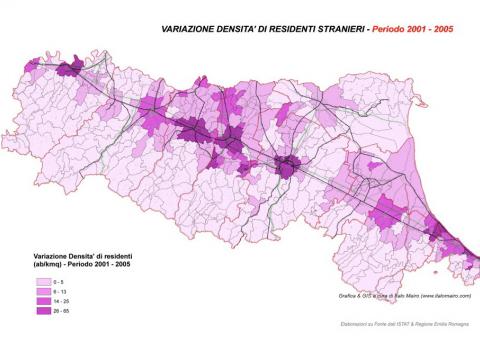 VARIAZIONE DENSITA' DI RESIDENTI STRANIERI - Periodo 2001 - 2005
Variazione Densita' di residenti
(ab/kmq) - Periodo 2001 - 2005
0 - 5
6 - 13
14 - 25
26 - 65
Grafica & GIS a cura di Italo Mairo (www.italomairo.com)
Elaborazioni su Fonte dati ISTAT & Regione Emilia Romagna